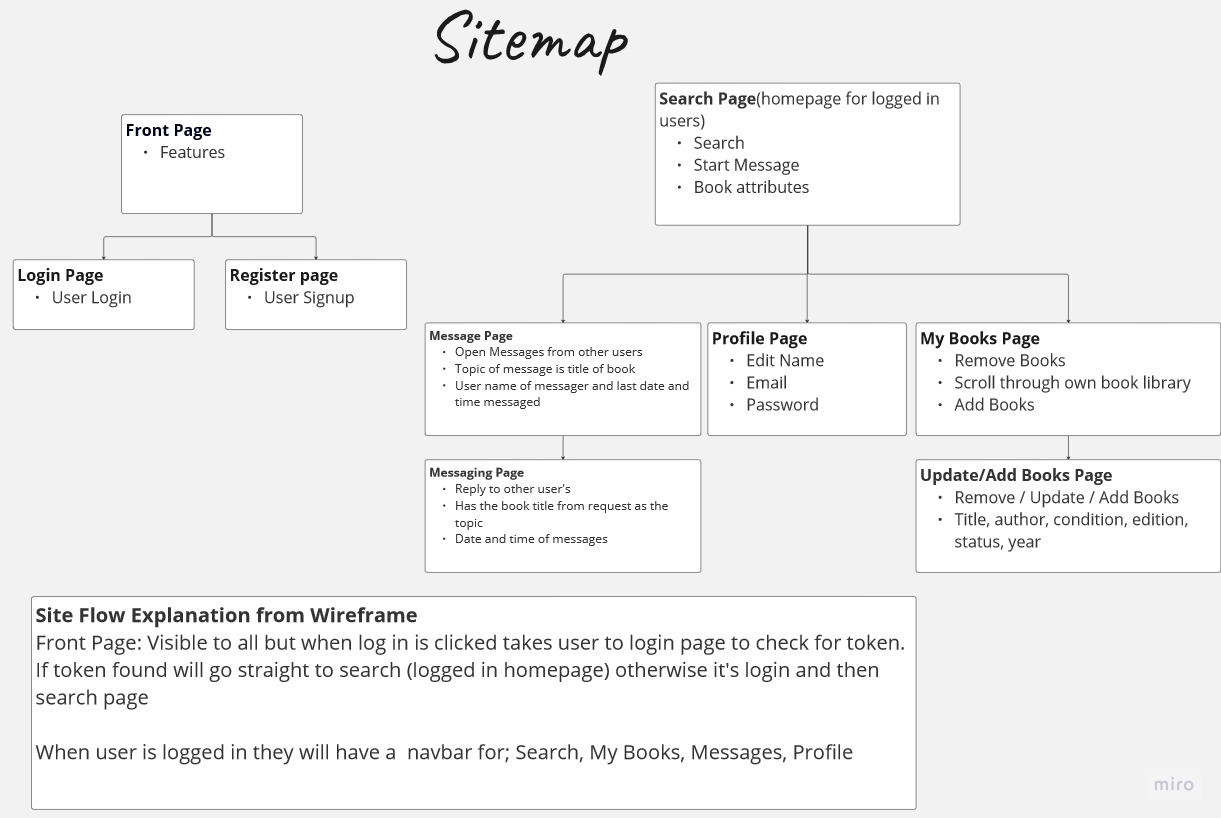 Sitemap
Front Page
• Features
Login Page
• User Login
Register page
• User Signup
Search Page(homepage for logged in
users)
• Search
• Start Message
• Book attributes
Message Page
• Open Messages from other users
• Topic of message is title of book
• User name of messager and last date and
time messaged
Profile Page
• Edit Name
• Email
• Password
My Books Page
• Remove Books
• Scroll through own book library
• Add Books
Messaging Page
• Reply to other user's
• Has the book title from request as the
topic
• Date and time of messages
Update/Add Books Page
• Remove / Update / Add Books
• Title, author, condition, edition,
status, year
Site Flow Explanation from Wireframe
Front Page: Visible to all but when log in is clicked takes user to login page to check for token.
If token found will go straight to search (logged in homepage) otherwise it's login and then
search page
When user is logged in they will have a  navbar for; Search, My Books, Messages, Profile
miro